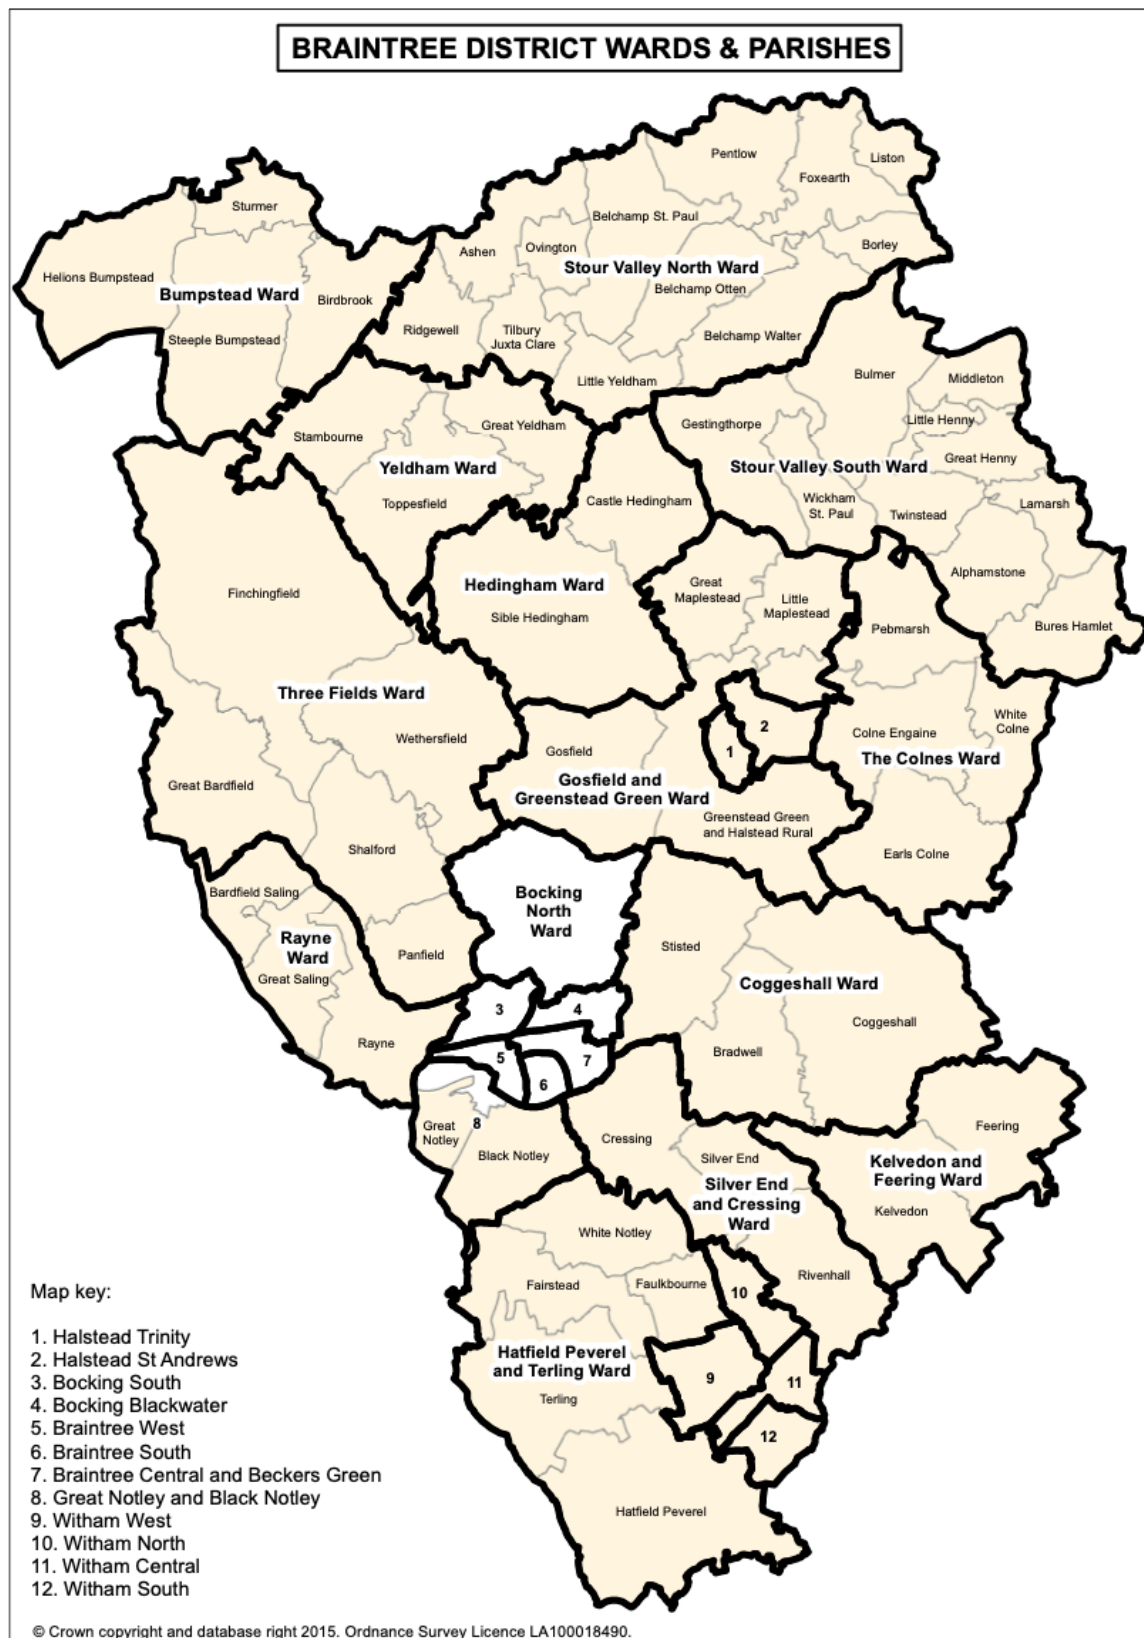 BRAINTREE DISTRICT WARDS & PARISHES
Pentlow
Liston
Foxearth
Sturmer
Belchamp St. Paul
Ashen
Ovington
Borley
Helions Bumpstead
Stour Valley North Ward
Bumpstead Ward
Birdbrook
Belchamp Otten
Ridgewell
Tilbury
Juxta Clare
Belchamp Walter
Steeple Bumpstead
Little Yeldham
Bulmer
Middleton
Gestingthorpe
Little Henny
Great Yeldham
Stambourne
Great Henny
Yeldham Ward
Stour Valley South Ward
Toppesfield
Castle Hedingham
Wickham
St. Paul
Twinstead
Lamarsh
Alphamstone
Hedingham Ward
Great
Maplestead
Little
Maplestead
Finchingfield
Sible Hedingham
Pebmarsh
Bures Hamlet
Three Fields Ward
White
Colne
2
Wethersfield
Gosfield
1
Colne Engaine
The Colnes Ward
Great Bardfield
Gosfield and
Greenstead Green Ward
Greenstead Green
and Halstead Rural
Shalford
Earls Colne
Bardfield Saling
Bocking
North
Ward
Rayne
Ward
Panfield
Stisted
Great Saling
Coggeshall Ward
3
4
Coggeshall
Rayne
5
7
Bradwell
6
Great
Notley
8
Cressing
Feering
Black Notley
Silver End
Kelvedon and
Feering Ward
Silver End
and Cressing
Ward
Kelvedon
White Notley
Rivenhall
Fairstead
Faulkbourne
10
Hatfield Peverel
and Terling Ward
9
11
Terling
12
Hatfield Peverel
Map key:
1. Halstead Trinity
2. Halstead St Andrews
3. Bocking South
4. Bocking Blackwater
5. Braintree West
6. Braintree South
7. Braintree Central and Beckers Green
8. Great Notley and Black Notley
9. Witham West
10. Witham North
11. Witham Central
12. Witham South
© Crown copyright and database right 2015. Ordnance Survey Licence LA100018490.